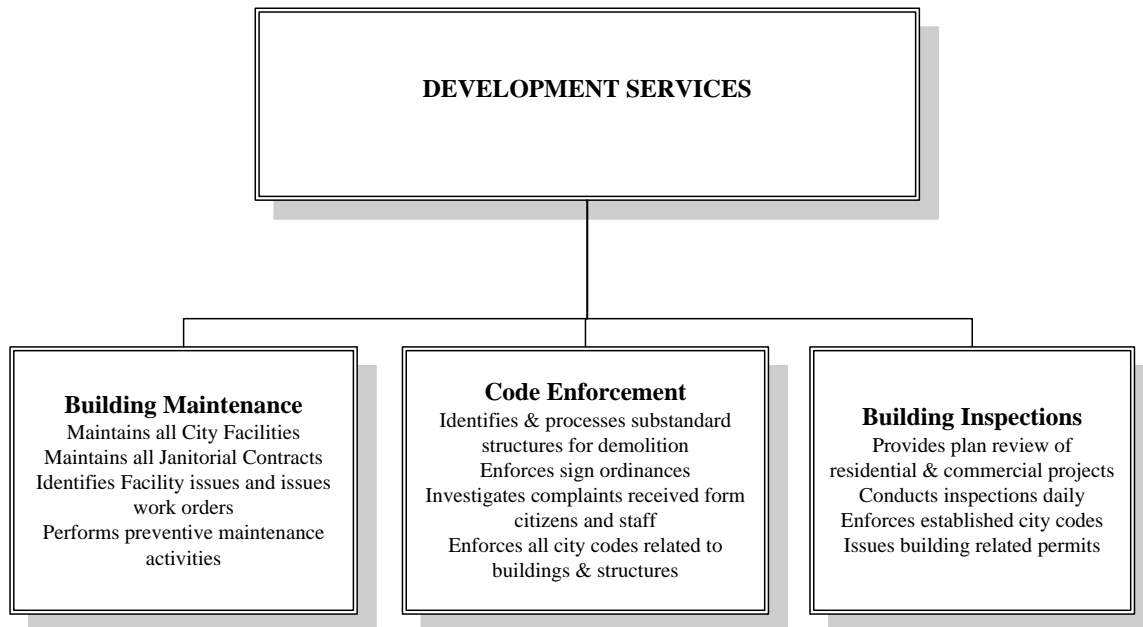 DEVELOPMENT SERVICES
Building Maintenance
Maintains all City Facilities
Maintains all Janitorial Contracts
Identifies Facility issues and issues
work orders
Performs preventive maintenance
activities
Code Enforcement
Identifies & processes substandard
structures for demolition
Enforces sign ordinances
Investigates complaints received form
citizens and staff
Enforces all city codes related to
buildings & structures
Building Inspections
Provides plan review of
residential & commercial projects
Conducts inspections daily
Enforces established city codes
Issues building related permits